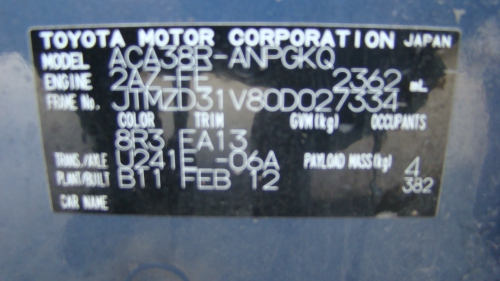 TOYOTA MOTOR CORPORATION JAPAN
MODEL ACA38R-ANPGKQ
ENGINE 2AZ-FE 2362 mL
FRAME No. JTMZD31V80D027334
COLOR TRIM GVM(kg) OCCUPANTS
8R3 EA13
TRANS./AXLE U241E -06A PAYLOAD MASS(kg) 4
PLANT/BUILT BT1 FEB 12 382
CAR NAME